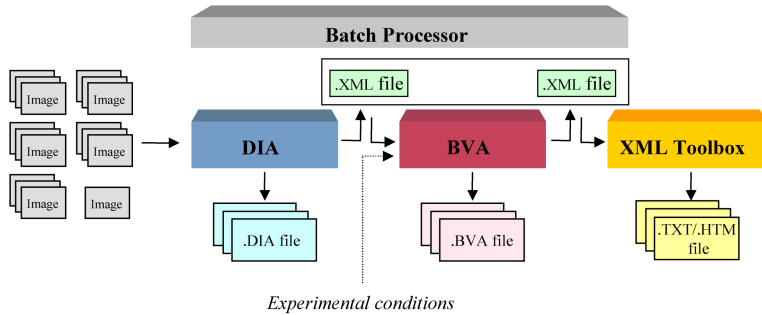 Batch Processor
.XML file
.XML file
Image
Image
DIA
BVA
XML Toolbox
Image
Image
Image
Image
.DIA file
.BVA file
.TXT/.HTM
file
Experimental conditions